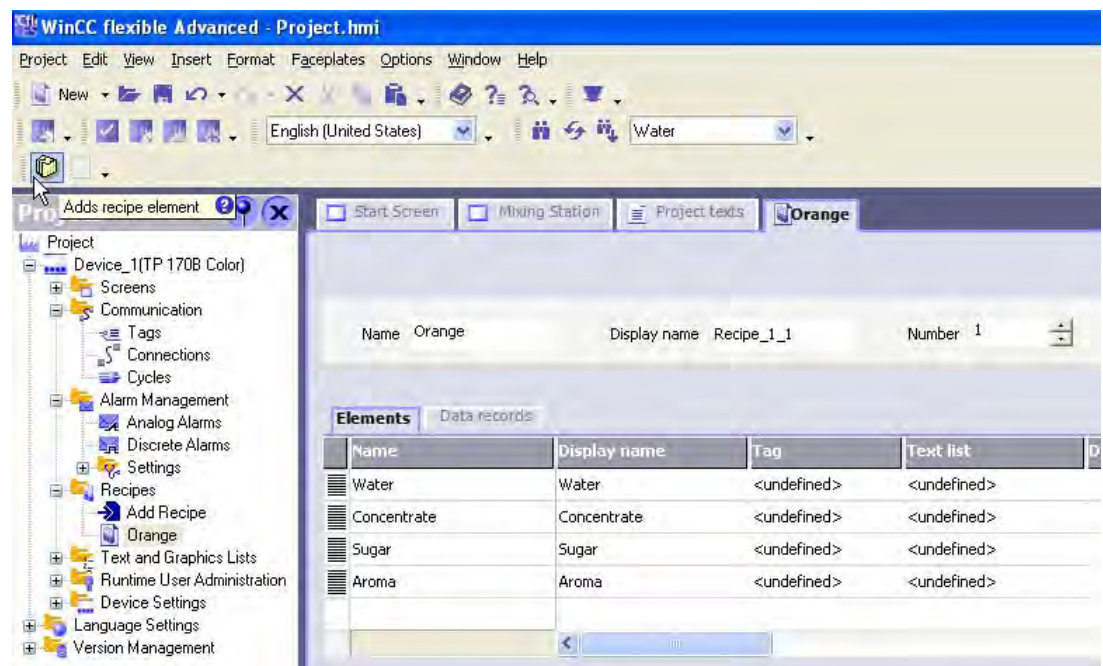 WinCC flexible Advanced - Project.hmi
Project Edit View Insert Format Faceplates Options Window Help
New
English (United States) Water
Adds recipe element
Start Screen Mixing Station Project texts Orange
Project
Device_1(TP 170B Color)
Screens
Communication
Tags
Connections
Cycles
Alarm Management
Analog Alarms
Discrete Alarms
Settings
Recipes
Add Recipe
Orange
Text and Graphics Lists
Runtime User Administration
Device Settings
Language Settings
Version Management
Name Orange Display name Recipe_1_1 Number 1
Elements Data records
Name Display name Tag Text list D
Water Water <undefined> <undefined>
Concentrate Concentrate <undefined> <undefined>
Sugar Sugar <undefined> <undefined>
Aroma Aroma <undefined> <undefined>